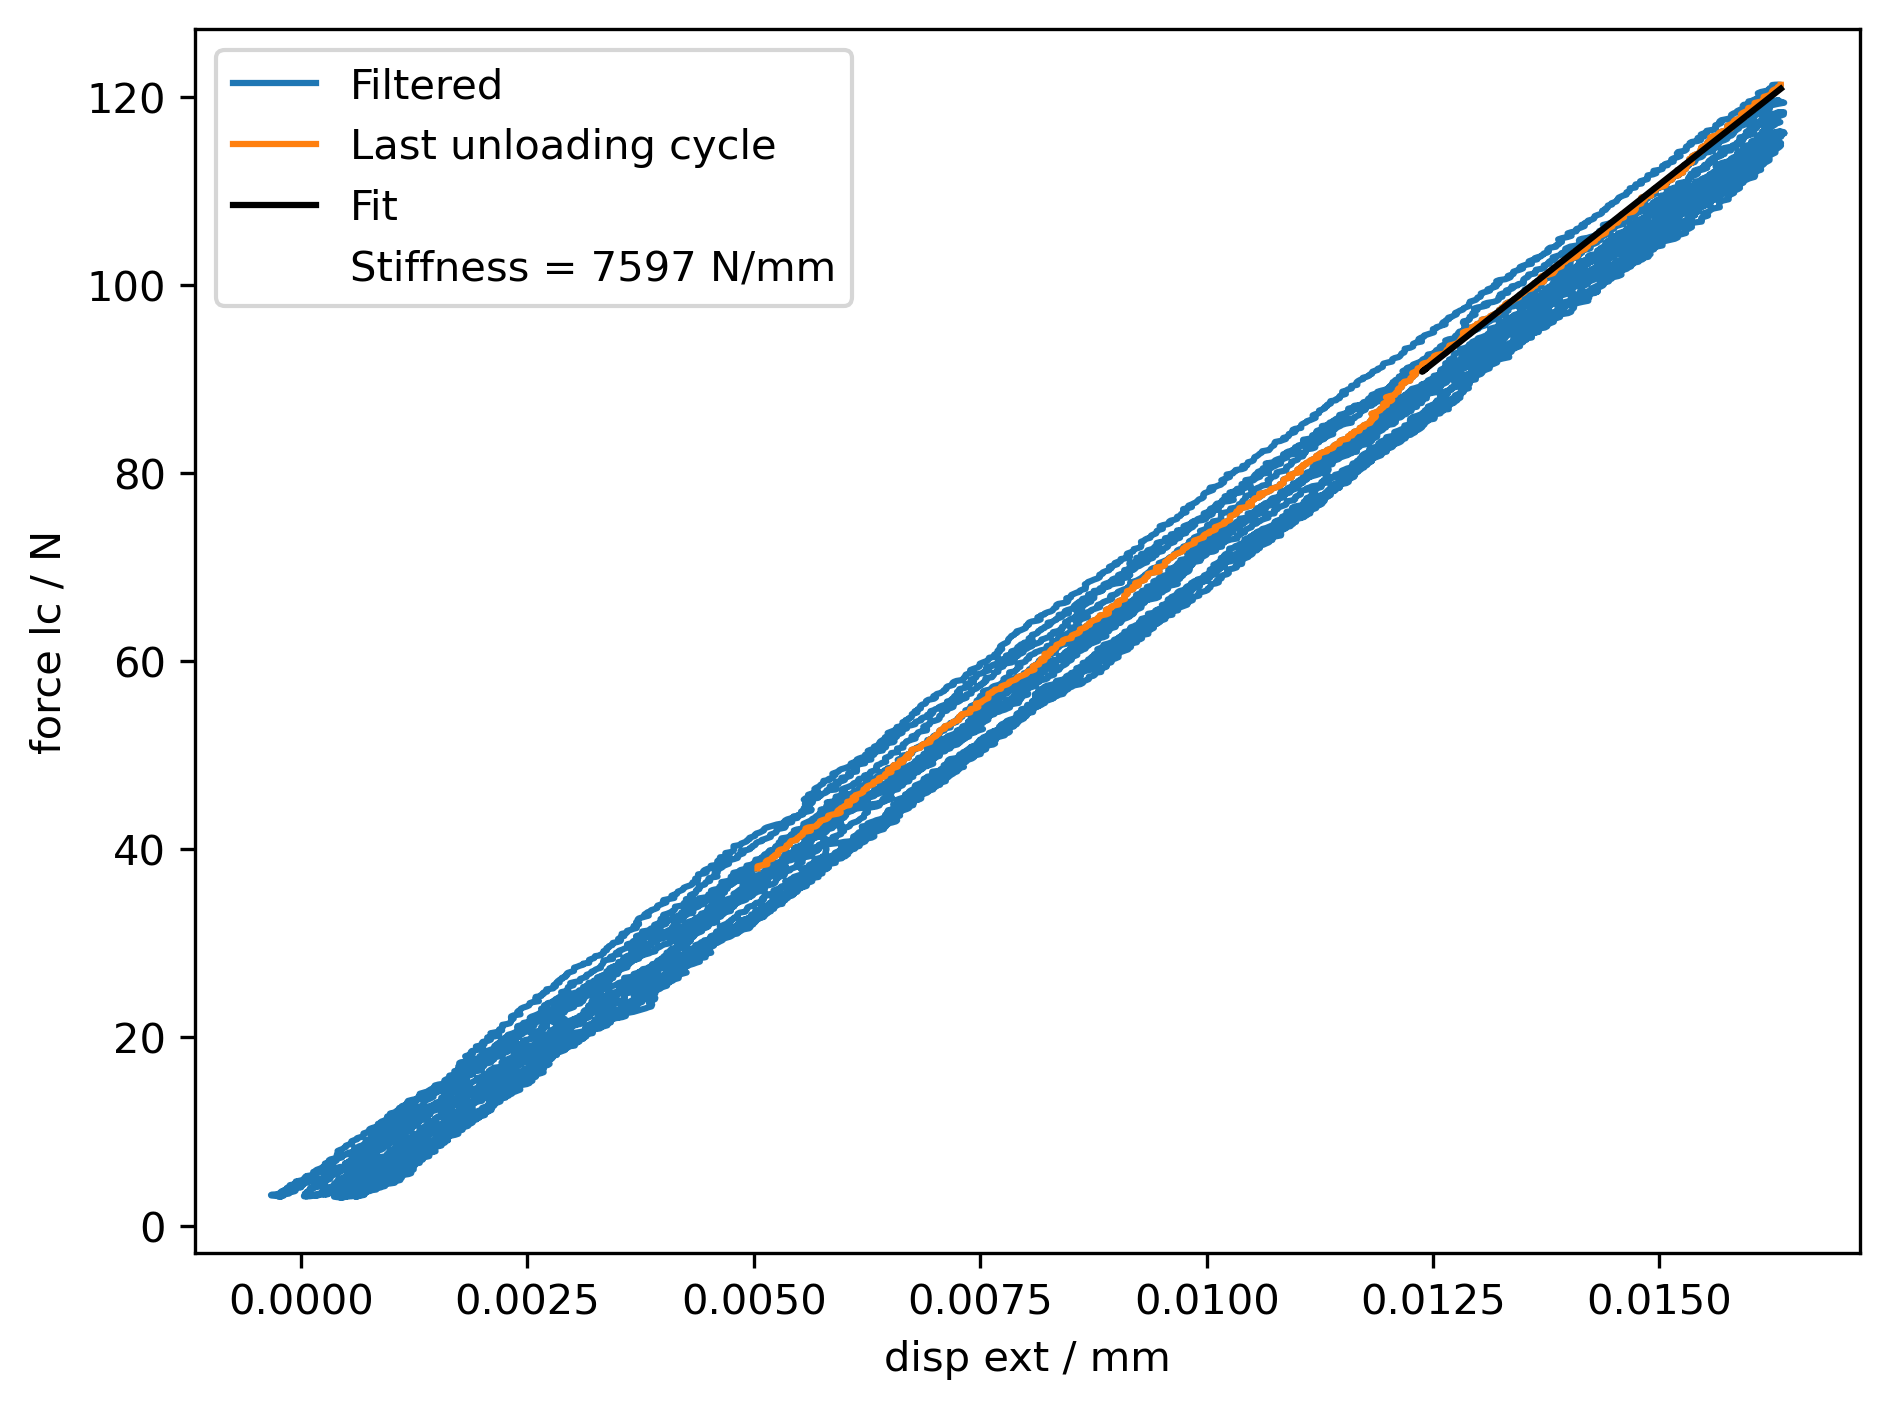 Filtered
Last unloading cycle
Fit
Stiffness = 7597 N/mm
120
100
80
60
40
20
0
force lc / N
0.0000 0.0025 0.0050 0.0075 0.0100 0.0125 0.0150
disp ext / mm